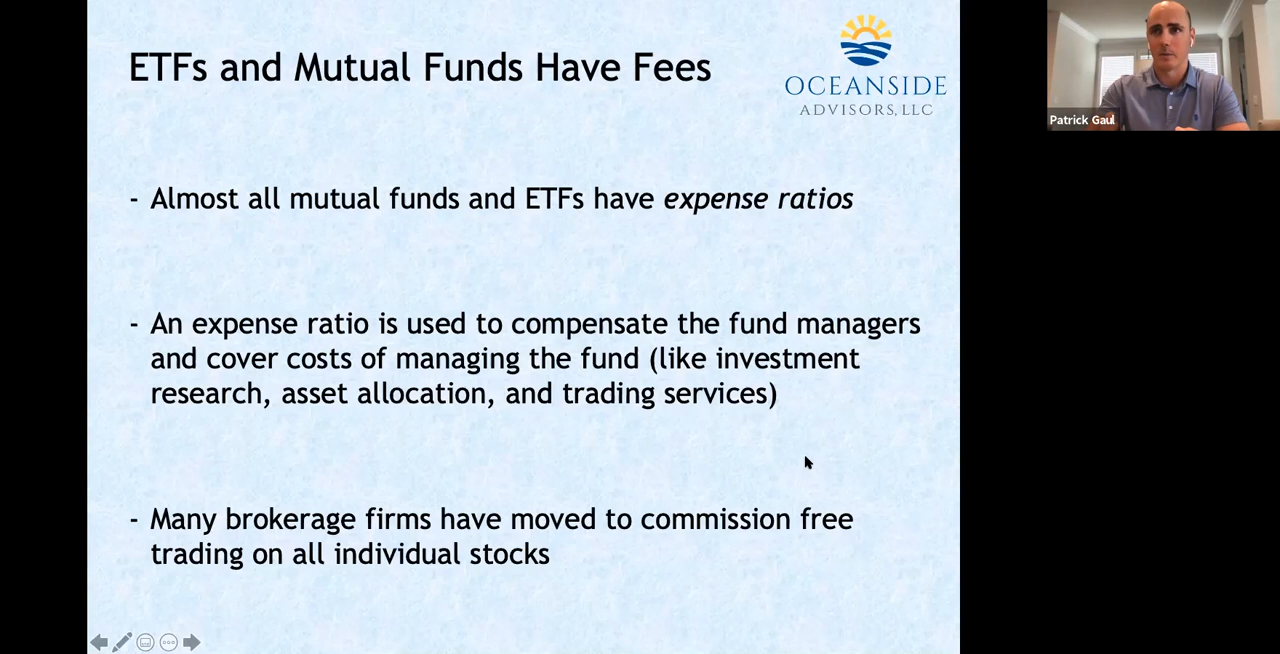 ETFs and Mutual Funds Have Fees
OCEANSIDE
ADVISORS, LLC
Patrick Gaul
- Almost all mutual funds and ETFs have expense ratios
- An expense ratio is used to compensate the fund managers
and cover costs of managing the fund (like investment
research, asset allocation, and trading services)
- Many brokerage firms have moved to commission free
trading on all individual stocks